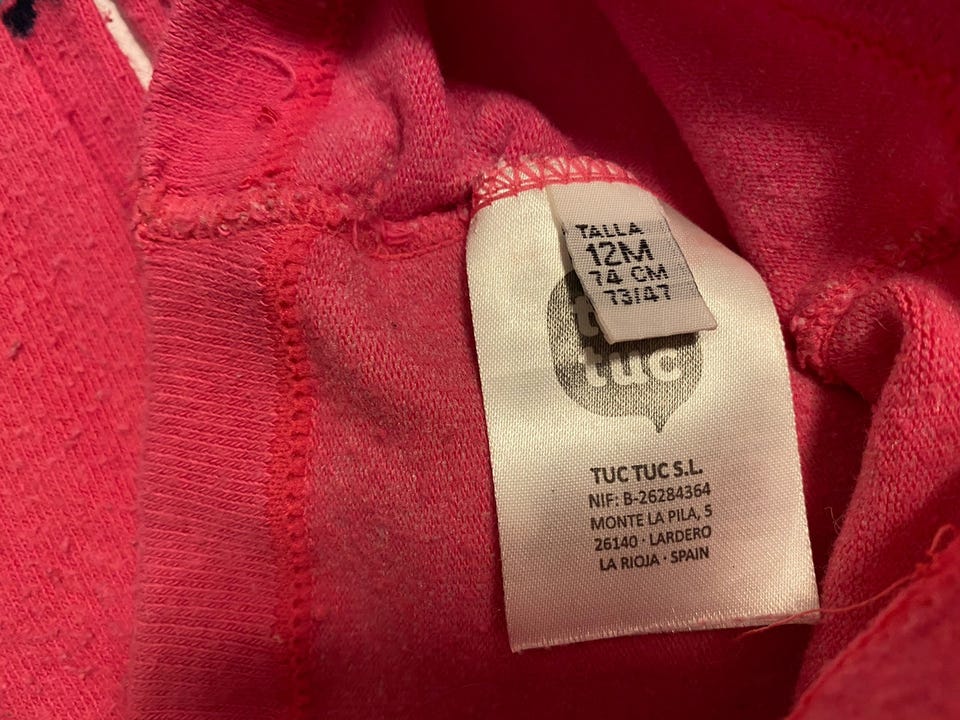 TALLA
12M
74 CM
73/47
tuc
TUC TUC S.L.
NIF: B-26284364
MONTE LA PILA, 5
26140 · LARDERO
LA RIOJA · SPAIN